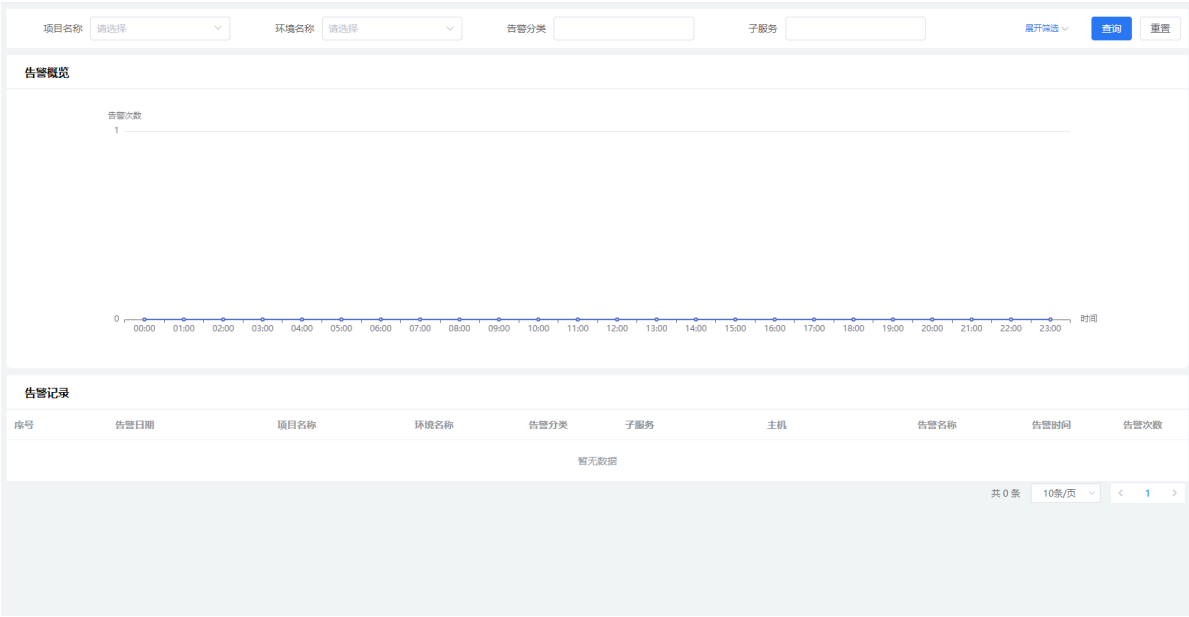 项目名称 请选择 环境名称 请选择 告警分类 子服务 展开筛选 查询 重置
告警概览
告警次数
1
0
00:00 01:00 02:00 03:00 04:00 05:00 06:00 07:00 08:00 09:00 10:00 11:00 12:00 13:00 14:00 15:00 16:00 17:00 18:00 19:00 20:00 21:00 22:00 23:00 时间
告警记录
序号 告警日期 项目名称 环境名称 告警分类 子服务 主机 告警名称 告警时间 告警次数
暂无数据
共 0 条 10条/页 1